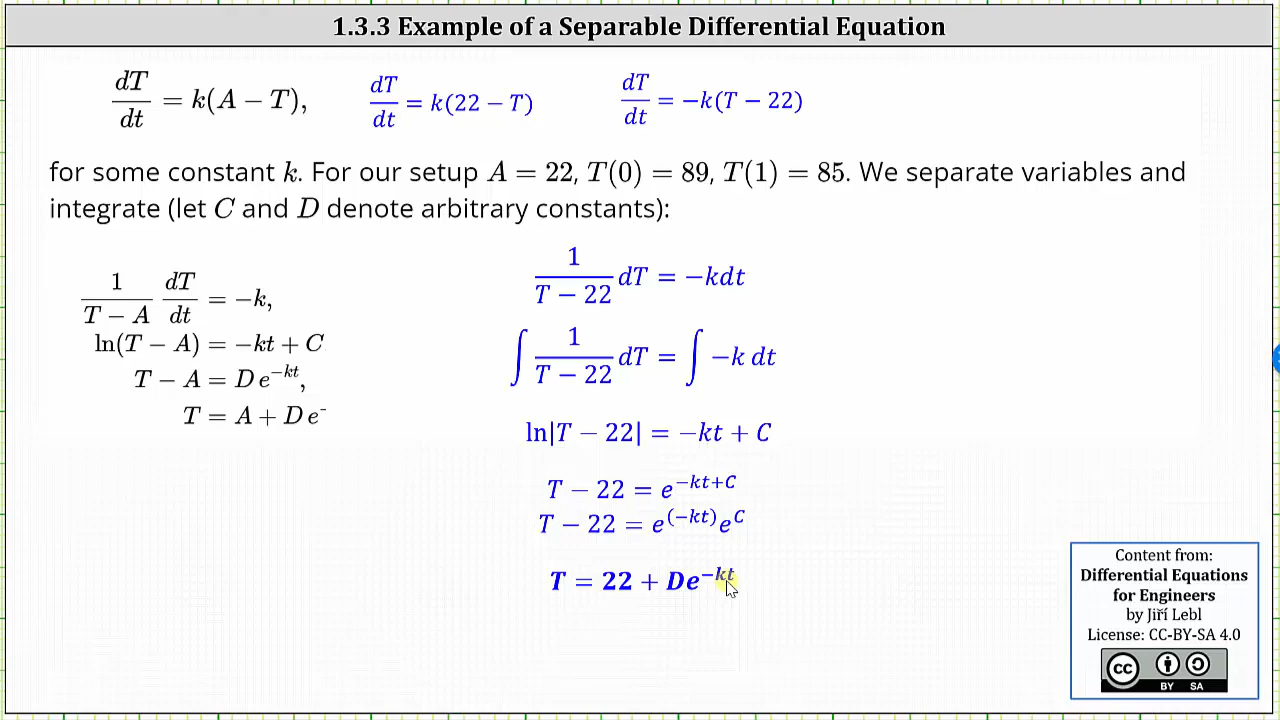 1.3.3 Example of a Separable Differential Equation
dT/dt = k(A − T), dT/dt = k(22 − T) dT/dt = −k(T − 22)
for some constant k. For our setup A = 22, T(0) = 89, T(1) = 85. We separate variables and
integrate (let C and D denote arbitrary constants):
1/(T − A) dT/dt = −k,
ln(T − A) = −kt + C
T − A = D e^{−kt},
T = A + D e^-
1/(T − 22) dT = −kdt
∫ 1/(T − 22) dT = ∫ −k dt
ln|T − 22| = −kt + C
T − 22 = e^{−kt+C}
T − 22 = e^{(−kt)}e^{C}
T = 22 + De^{−kt}
Content from:
Differential Equations
for Engineers
by Jiří Lebl
License: CC-BY-SA 4.0
cc
BY SA